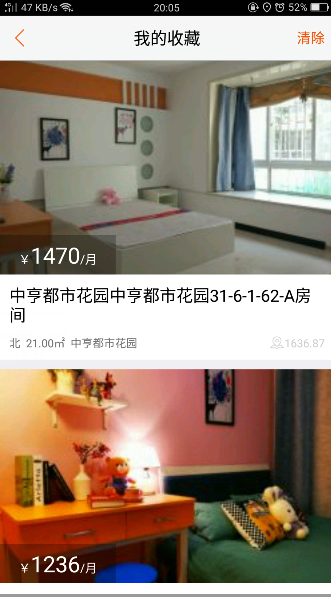 47 KB/s 20:05 52%
我的收藏 清除
￥1470/月
中亨都市花园中亨都市花园31-6-1-62-A房
间
北 21.00㎡ 中亨都市花园 1636.87
Arletta
￥1236/月